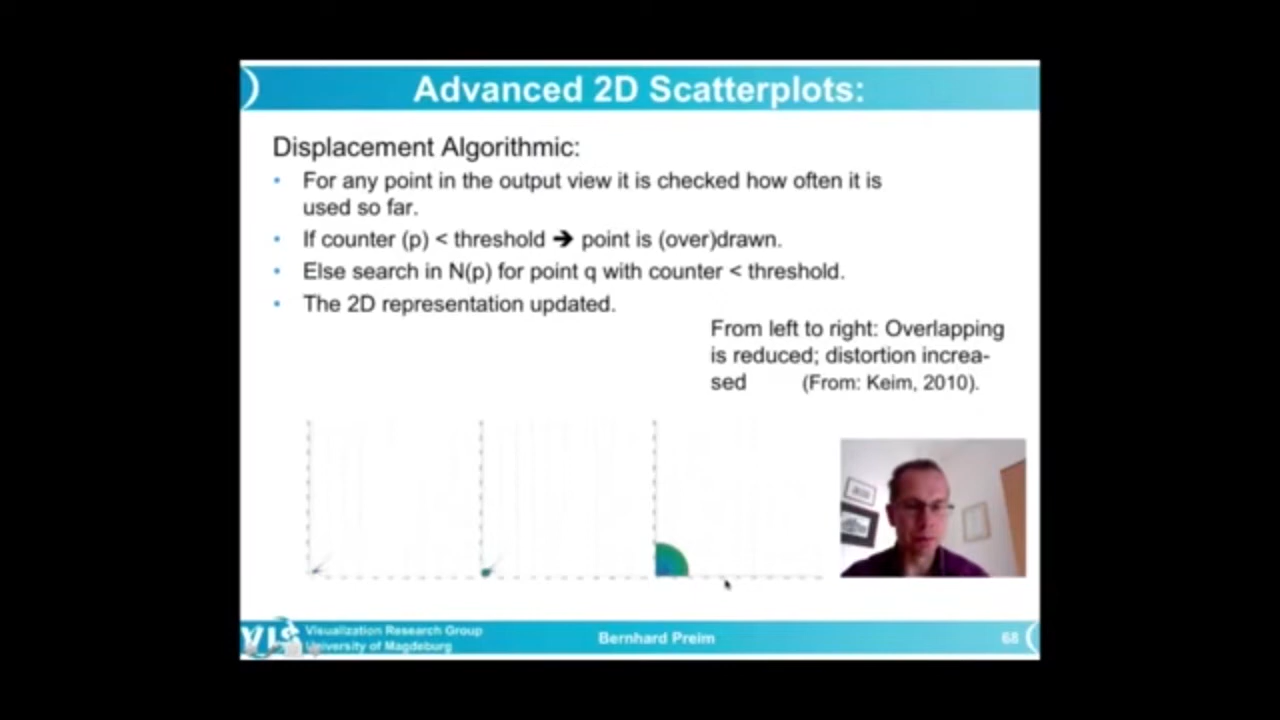 Advanced 2D Scatterplots:
Displacement Algorithmic:
• For any point in the output view it is checked how often it is
used so far.
• If counter (p) < threshold ➔ point is (over)drawn.
• Else search in N(p) for point q with counter < threshold.
• The 2D representation updated.
From left to right: Overlapping
is reduced; distortion increa-
sed (From: Keim, 2010).
VIS
Visualization Research Group
University of Magdeburg
Bernhard Preim
68